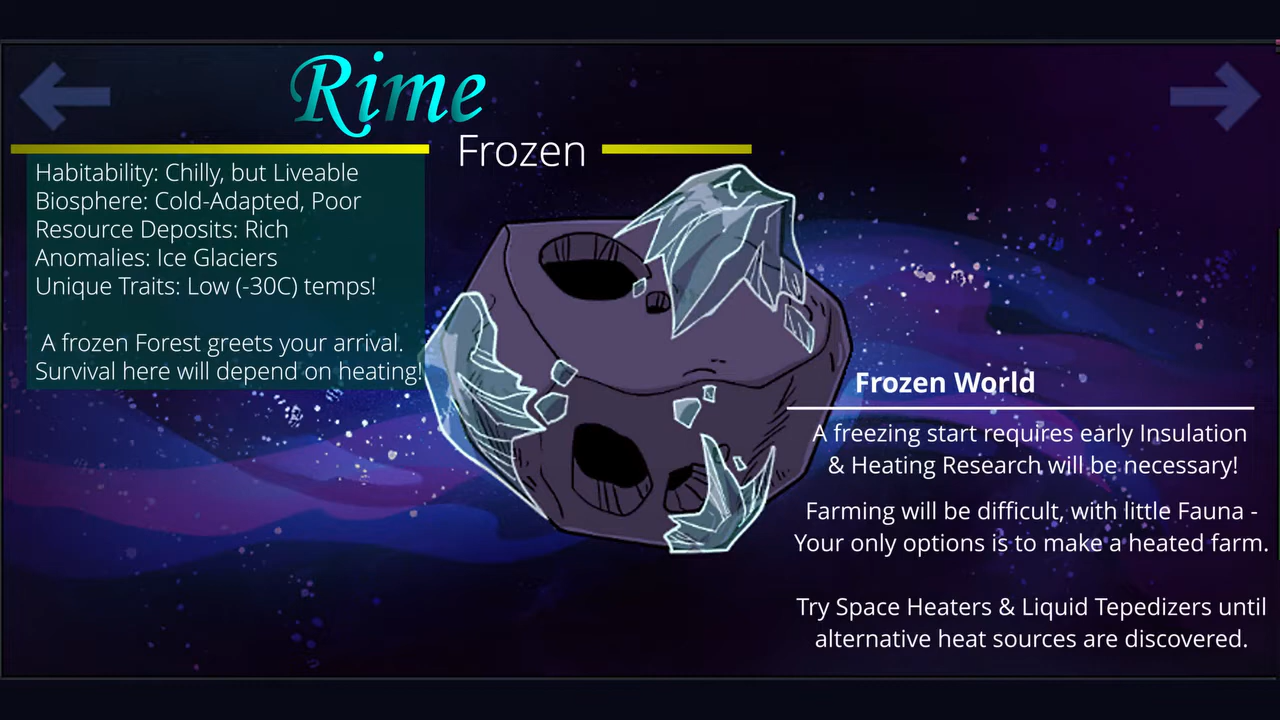 Rime
Frozen
Habitability: Chilly, but Liveable
Biosphere: Cold-Adapted, Poor
Resource Deposits: Rich
Anomalies: Ice Glaciers
Unique Traits: Low (-30C) temps!
A frozen Forest greets your arrival.
Survival here will depend on heating!
Frozen World
A freezing start requires early Insulation
& Heating Research will be necessary!
Farming will be difficult, with little Fauna -
Your only options is to make a heated farm.
Try Space Heaters & Liquid Tepedizers until
alternative heat sources are discovered.